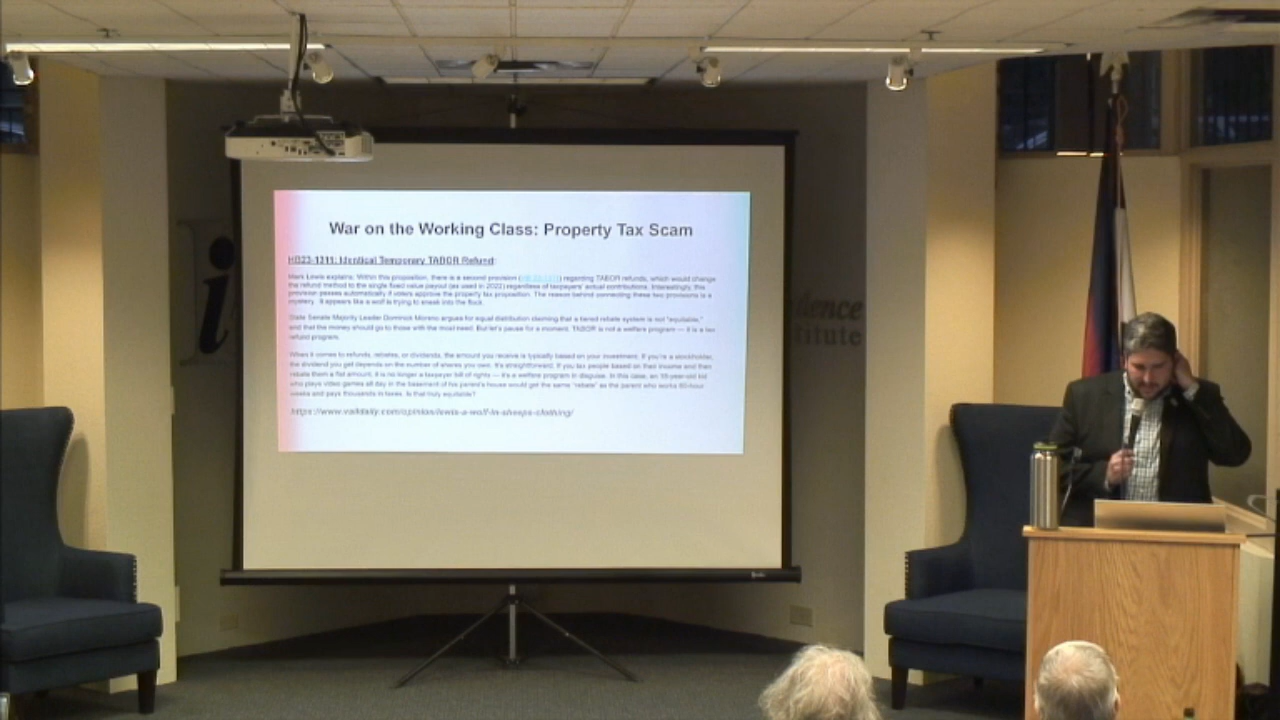 War on the Working Class: Property Tax Scam
HB23-1311: Identical Temporary TABOR Refund:
Mark Lewis explains: Within this proposition, there is a second provision (HB 23-1311) regarding TABOR refunds, which would change
the refund method to the single fixed value payout (as used in 2022) regardless of taxpayers' actual contributions. Interestingly, this
provision passes automatically if voters approve the property tax proposition. The reason behind connecting these two provisions is a
mystery. It appears like a wolf is trying to sneak into the flock.
State Senate Majority Leader Dominick Moreno argues for equal distribution claiming that a tiered rebate system is not "equitable,"
and that the money should go to those with the most need. But let's pause for a moment. TABOR is not a welfare program — it is a tax
refund program.
When it comes to refunds, rebates, or dividends, the amount you receive is typically based on your investment. If you're a stockholder,
the dividend you get depends on the number of shares you own. It's straightforward. If you tax people based on their income and then
rebate them a flat amount, it is no longer a taxpayer bill of rights — it's a welfare program in disguise. In this case, an 18-year-old kid
who plays video games all day in the basement of his parent's house would get the same "rebate" as the parent who works 60-hour
weeks and pays thousands in taxes. Is that truly equitable?
https://www.vaildaily.com/opinion/lewis-a-wolf-in-sheeps-clothing/
i
dence
titute